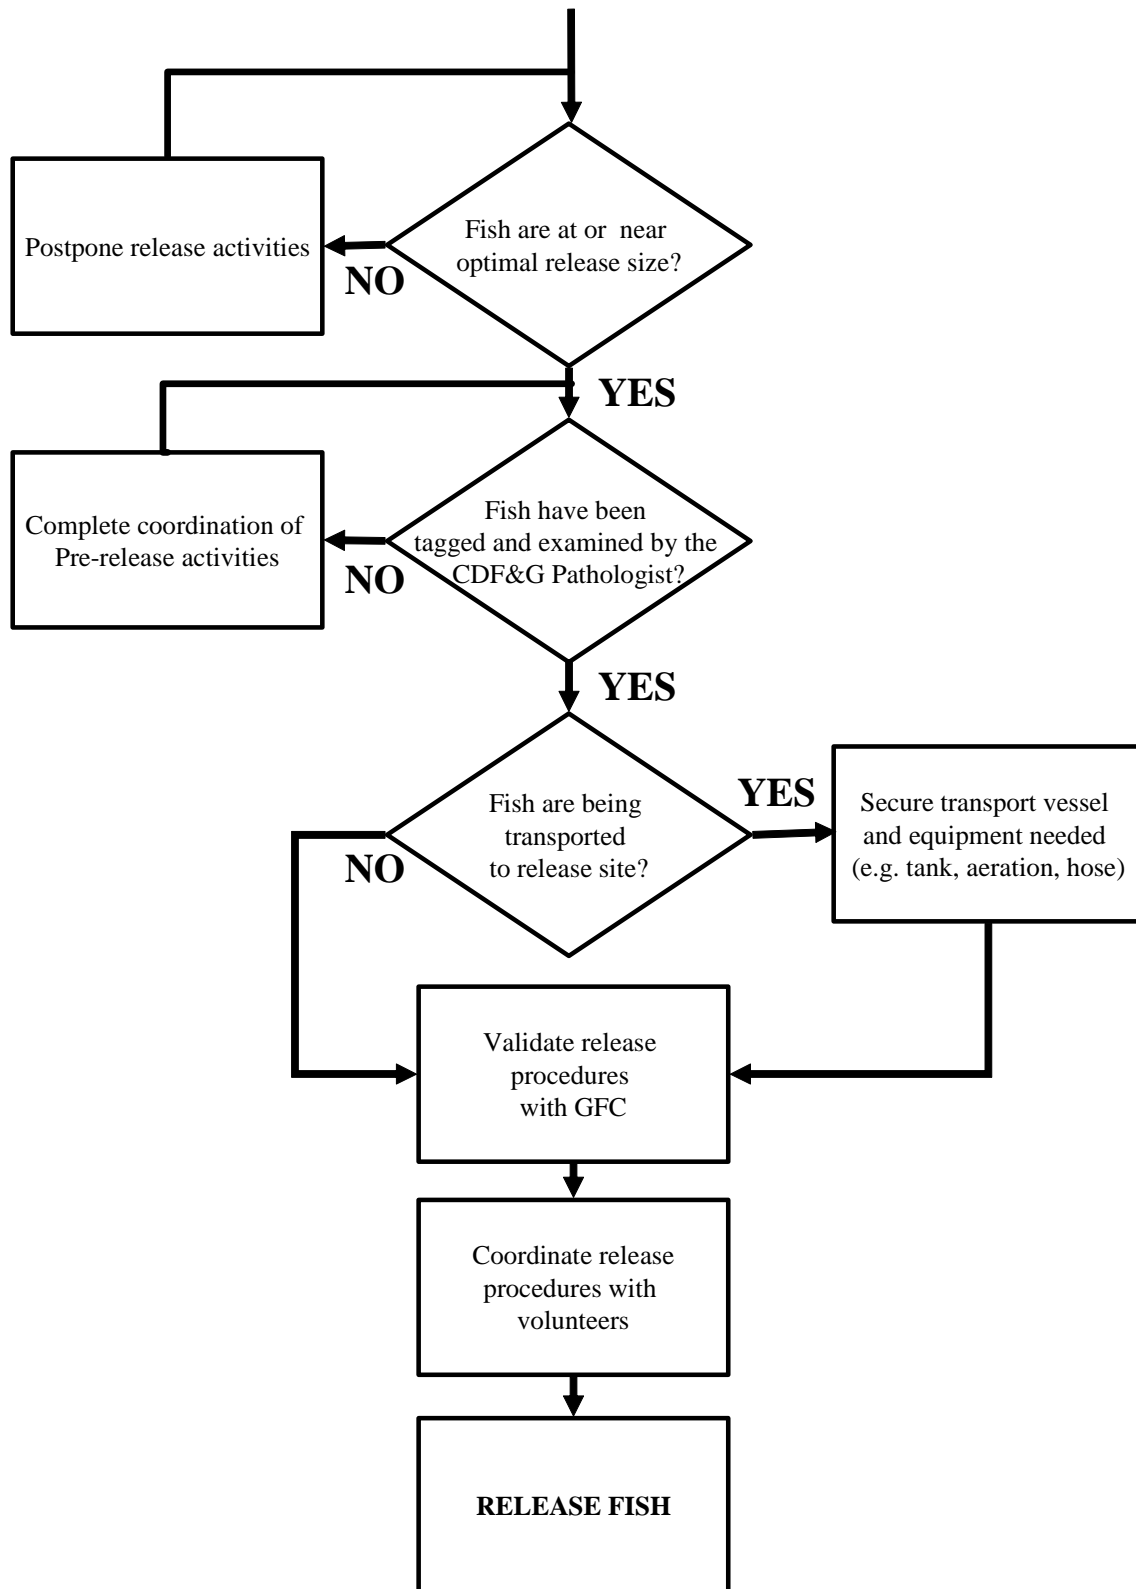 Fish are at or near
optimal release size?
Postpone release activities
NO
YES
Fish have been
tagged and examined by the
CDF&G Pathologist?
Complete coordination of
Pre-release activities
NO
YES
Fish are being
transported
to release site?
YES
Secure transport vessel
and equipment needed
(e.g. tank, aeration, hose)
NO
Validate release
procedures
with GFC
Coordinate release
procedures with
volunteers
RELEASE FISH